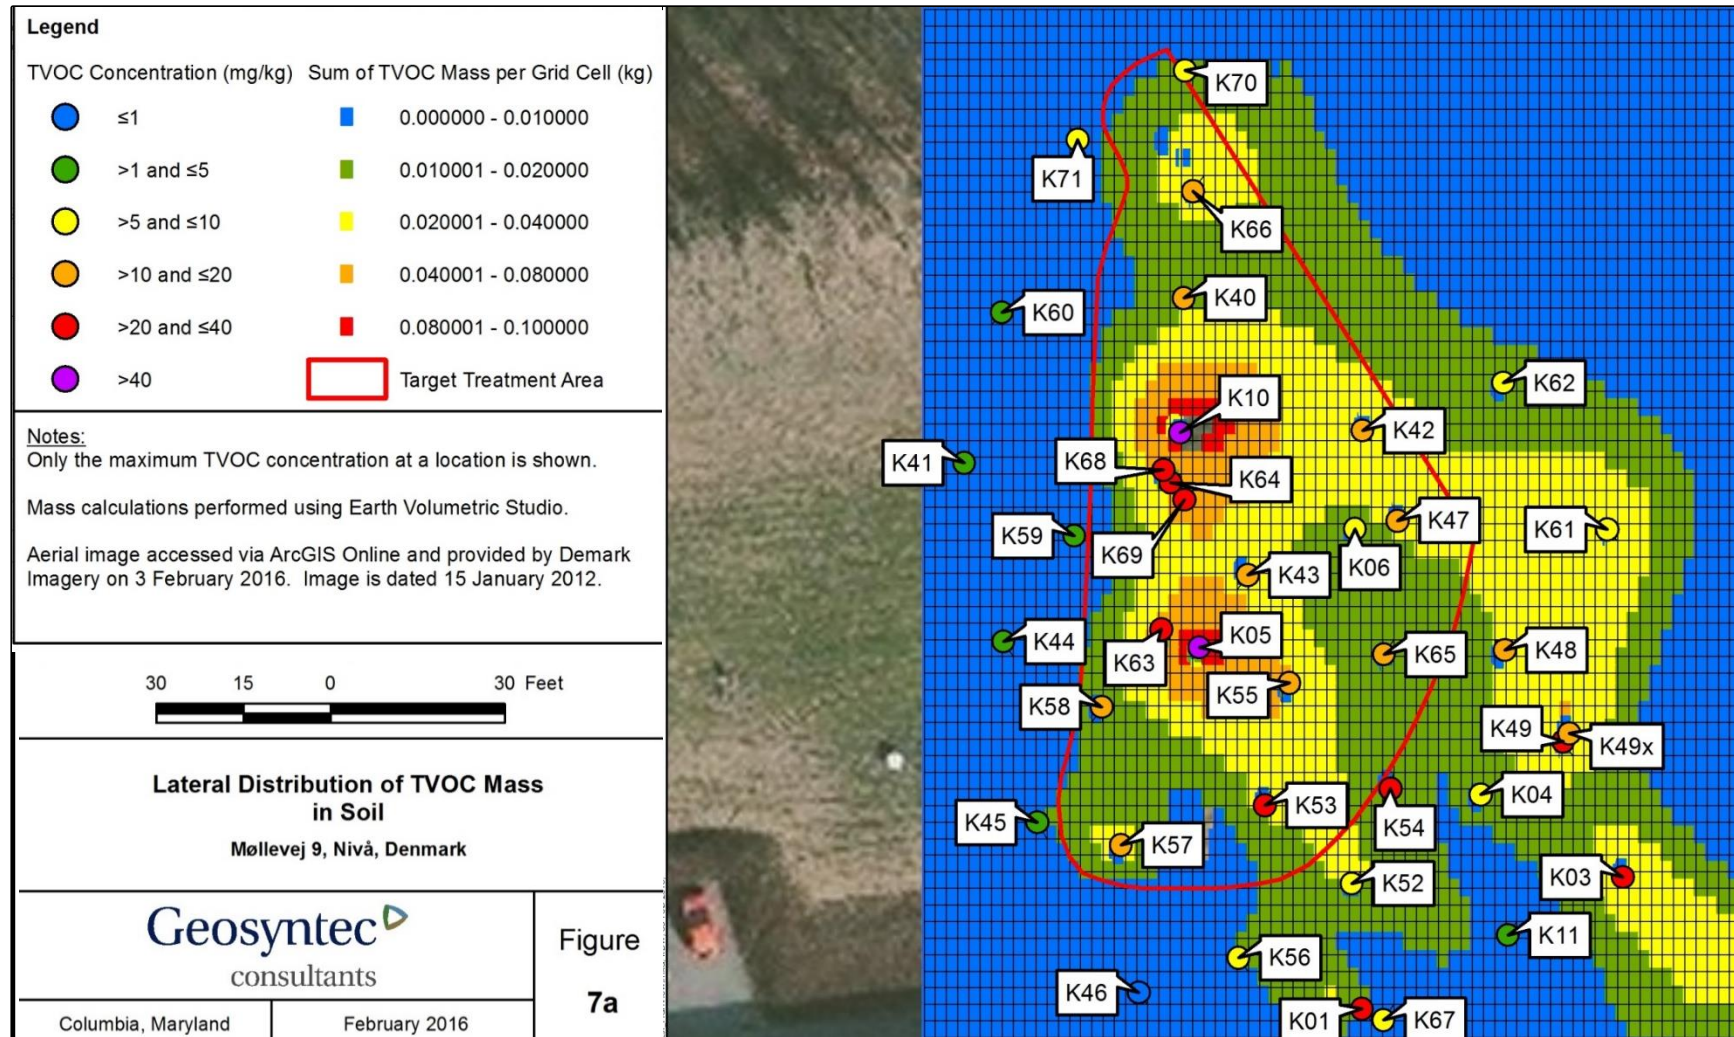 Legend
TVOC Concentration (mg/kg) Sum of TVOC Mass per Grid Cell (kg)
≤1 0.000000 - 0.010000
>1 and ≤5 0.010001 - 0.020000
>5 and ≤10 0.020001 - 0.040000
>10 and ≤20 0.040001 - 0.080000
>20 and ≤40 0.080001 - 0.100000
>40 Target Treatment Area
Notes:
Only the maximum TVOC concentration at a location is shown.
Mass calculations performed using Earth Volumetric Studio.
Aerial image accessed via ArcGIS Online and provided by Demark
Imagery on 3 February 2016. Image is dated 15 January 2012.
30 15 0 30 Feet
Lateral Distribution of TVOC Mass
in Soil
Møllevej 9, Nivå, Denmark
Geosyntec
consultants
Figure
7a
Columbia, Maryland February 2016
K70
K71
K66
K40
K60
K62
K10
K42
K41
K68
K64
K47
K61
K59
K69
K06
K43
K44
K05
K63
K65
K48
K55
K58
K49
K49x
K04
K53
K45
K54
K57
K03
K52
K11
K56
K46
K01
K67